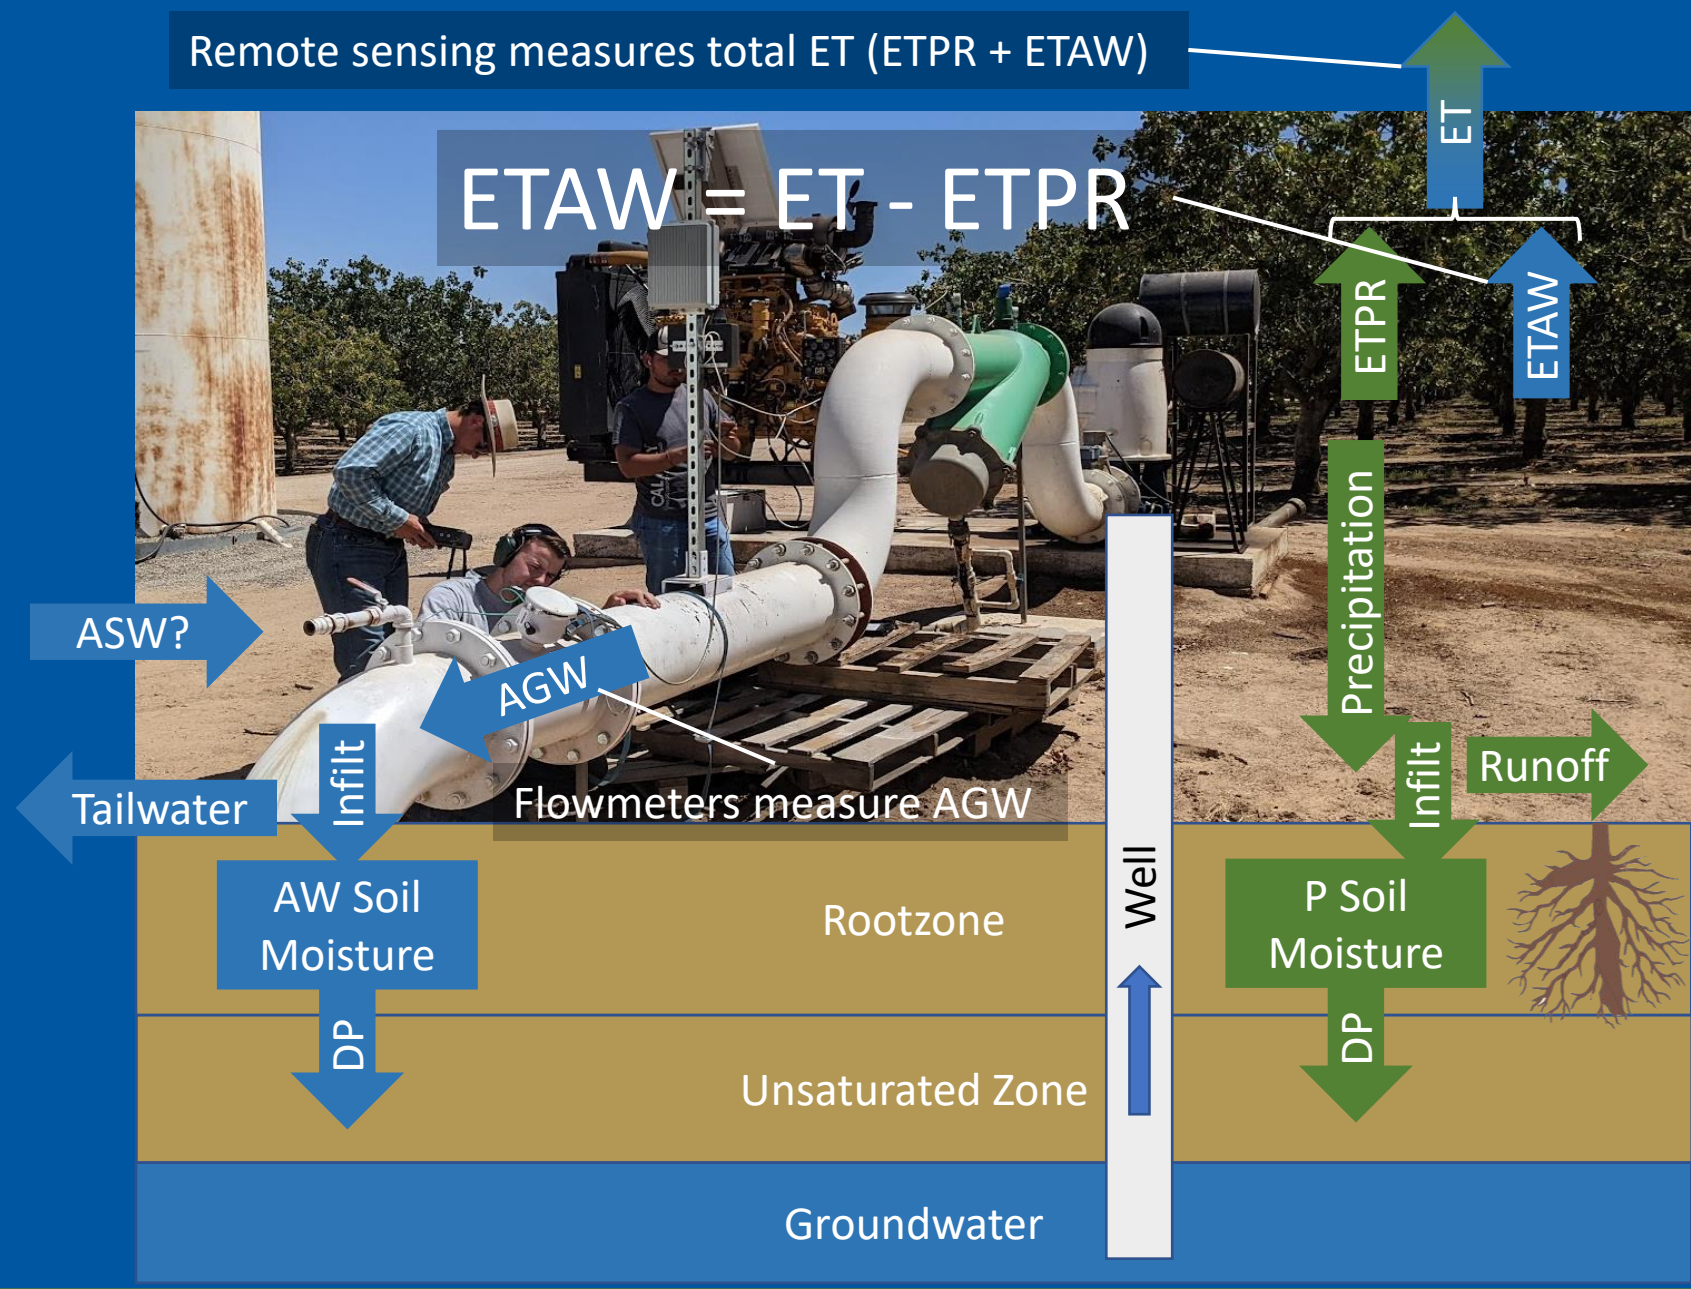 Remote sensing measures total ET (ETPR + ETAW)
ET
ETAW = ET - ETPR
ETPR
ETAW
CAL
Precipitation
ASW?
AGW
Infilt
Tailwater
Flowmeters measure AGW
Infilt
Runoff
AW Soil
Moisture
Rootzone
Well
P Soil
Moisture
DP
DP
Unsaturated Zone
Groundwater